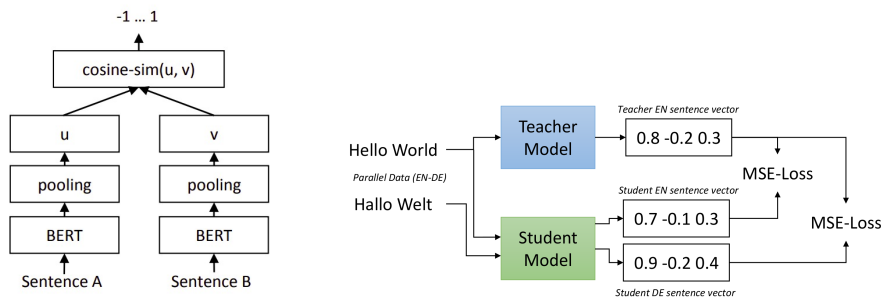 -1 ... 1
cosine-sim(u, v)
u
v
pooling
pooling
BERT
BERT
Sentence A
Sentence B
Hello World
Parallel Data (EN-DE)
Hallo Welt
Teacher
Model
Student
Model
Teacher EN sentence vector
0.8 -0.2 0.3
MSE-Loss
Student EN sentence vector
0.7 -0.1 0.3
MSE-Loss
0.9 -0.2 0.4
Student DE sentence vector